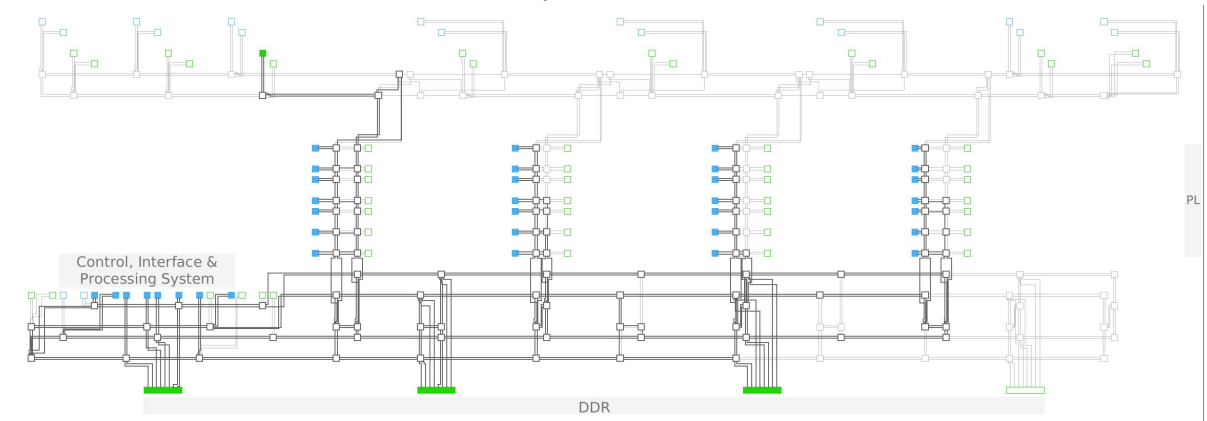 PL
Control, Interface &
Processing System
DDR